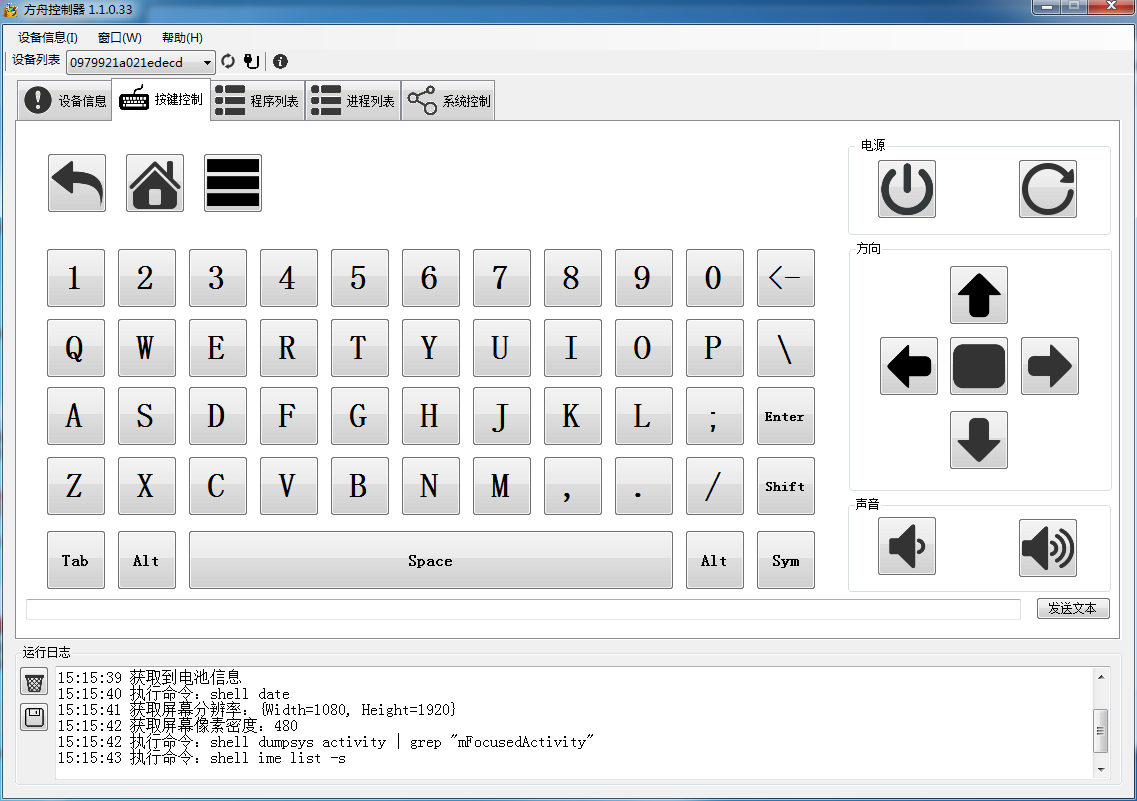 方舟控制器 1.1.0.33
设备信息(I) 窗口(W) 帮助(H)
设备列表 0979921a021edecd
设备信息 按键控制 程序列表 进程列表 系统控制
电源
1 2 3 4 5 6 7 8 9 0 <-
方向
Q W E R T Y U I O P \
A S D F G H J K L ; Enter
Z X C V B N M , . / Shift
声音
Tab Alt Space Alt Sym
发送文本
运行日志
15:15:39 获取到电池信息
15:15:40 执行命令: shell date
15:15:41 获取屏幕分辨率: {Width=1080, Height=1920}
15:15:42 获取屏幕像素密度: 480
15:15:42 执行命令: shell dumpsys activity | grep "mFocusedActivity"
15:15:43 执行命令: shell ime list -s